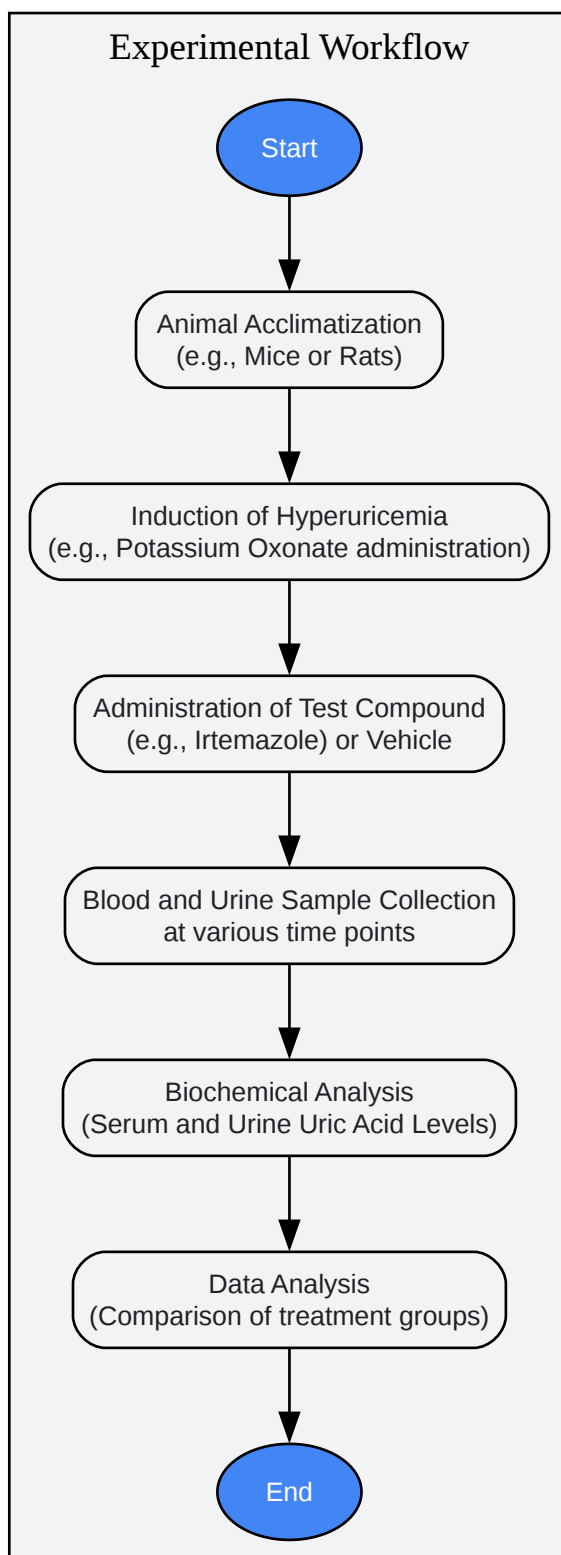 Experimental Workflow
Start
Animal Acclimatization
(e.g., Mice or Rats)
Induction of Hyperuricemia
(e.g., Potassium Oxonate administration)
Administration of Test Compound
(e.g., Irtemazole) or Vehicle
Blood and Urine Sample Collection
at various time points
Biochemical Analysis
(Serum and Urine Uric Acid Levels)
Data Analysis
(Comparison of treatment groups)
End